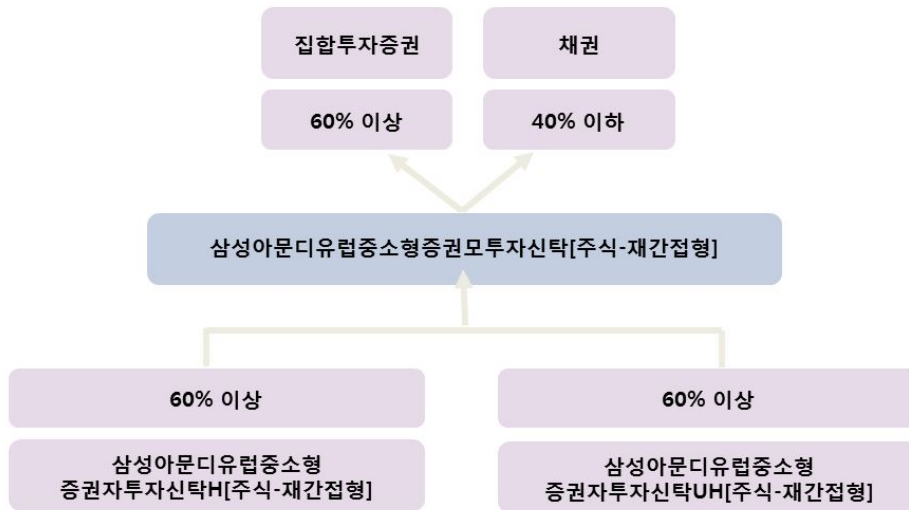 집합투자증권
채권
60% 이상
40% 이하
삼성아문디유럽중소형증권모투자신탁[주식-재간접형]
60% 이상
60% 이상
삼성아문디유럽중소형
증권자투자신탁H[주식-재간접형]
삼성아문디유럽중소형
증권자투자신탁UH[주식-재간접형]